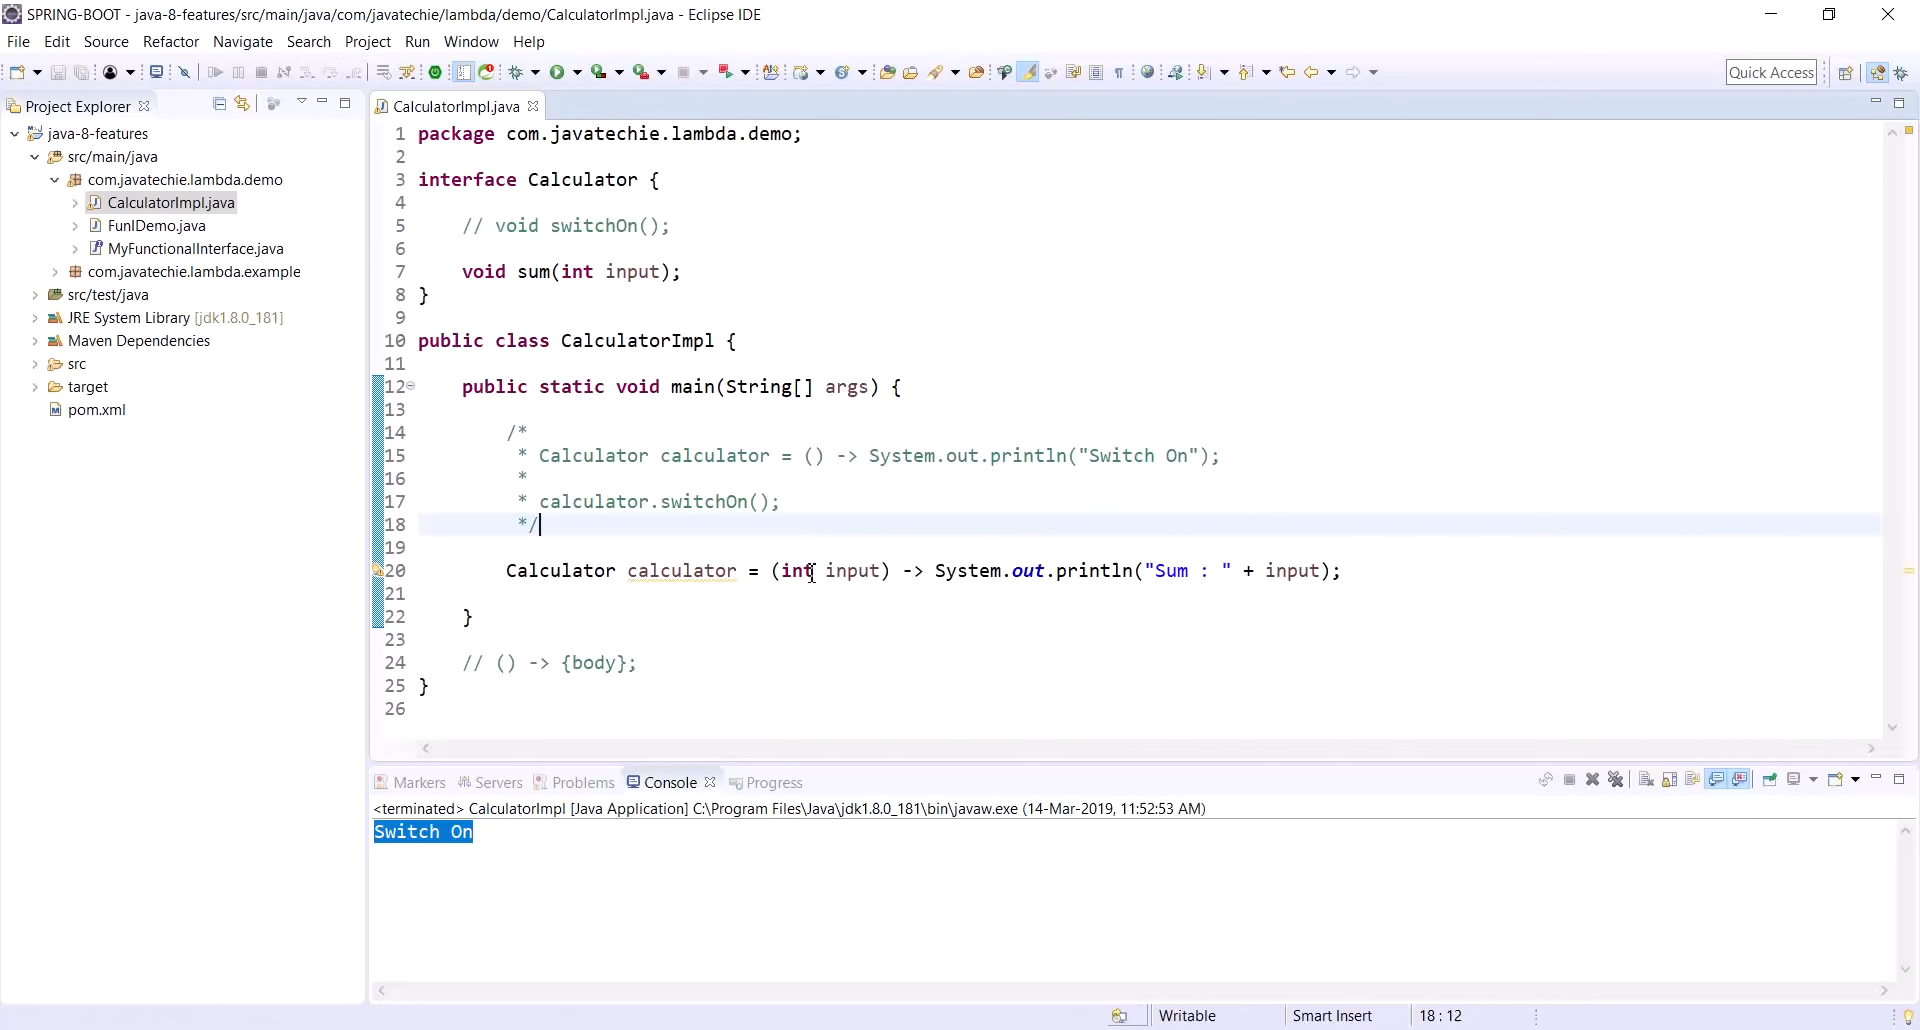 SPRING-BOOT - java-8-features/src/main/java/com/javatechie/lambda/demo/CalculatorImpl.java - Eclipse IDE
File Edit Source Refactor Navigate Search Project Run Window Help
Quick Access
Project Explorer
java-8-features
src/main/java
com.javatechie.lambda.demo
CalculatorImpl.java
FunIDemo.java
MyFunctionalInterface.java
com.javatechie.lambda.example
src/test/java
JRE System Library [jdk1.8.0_181]
Maven Dependencies
src
target
pom.xml
CalculatorImpl.java
1 package com.javatechie.lambda.demo;
2
3 interface Calculator {
4
5 // void switchOn();
6
7 void sum(int input);
8 }
9
10 public class CalculatorImpl {
11
12 public static void main(String[] args) {
13
14 /*
15 * Calculator calculator = () -> System.out.println("Switch On");
16 *
17 * calculator.switchOn();
18 */
19
20 Calculator calculator = (int input) -> System.out.println("Sum : " + input);
21
22 }
23
24 // () -> {body};
25 }
26
Markers Servers Problems Console Progress
<terminated> CalculatorImpl [Java Application] C:\Program Files\Java\jdk1.8.0_181\bin\javaw.exe (14-Mar-2019, 11:52:53 AM)
Switch On
Writable Smart Insert 18 : 12